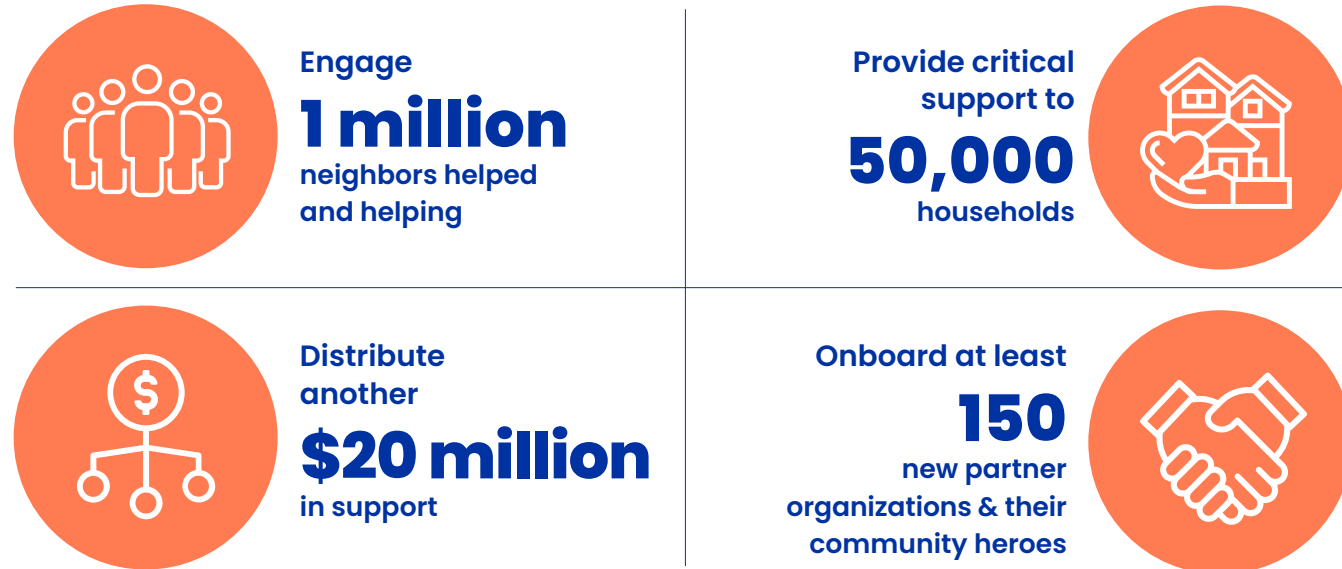 Engage
1 million
neighbors helped
and helping
Provide critical
support to
50,000
households
Distribute
another
$20 million
in support
Onboard at least
150
new partner
organizations & their
community heroes